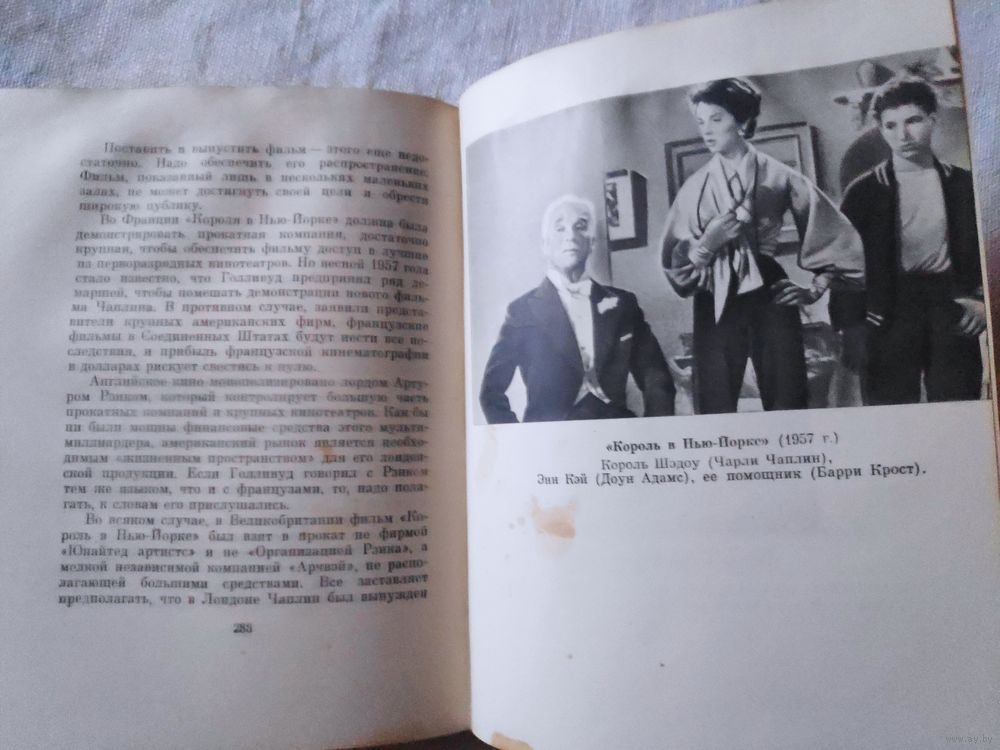 Поставить и выпустить фильм — этого еще недо-
статочно. Надо обеспечить его распространение.
Фильм, показанный лишь в нескольких маленьких
залах, не может достигнуть своей цели и обрести
широкую публику.
Во Франции «Короля в Нью-Йорке» должна была
демонстрировать прокатная компания, достаточно
крупная, чтобы обеспечить фильму доступ в лучшие
из перворазрядных кинотеатров. Но весной 1957 года
стало известно, что Голливуд предпринял ряд де-
маршей, чтобы помешать демонстрации нового филь-
ма Чаплина. В противном случае, заявили предста-
вители крупных американских фирм, французские
фильмы в Соединенных Штатах будут нести все по-
следствия, и прибыль французской кинематографии
в долларах рискует свестись к нулю.
Английское кино монополизировано лордом Арту-
ром Рэнком, который контролирует большую часть
прокатных компаний и крупных кинотеатров. Как бы
ни были мощны финансовые средства этого мульти-
миллиардера, американский рынок является необхо-
димым «жизненным пространством» для его лондон-
ской продукции. Если Голливуд говорил с Рэнком
тем же языком, что и с французами, то, надо пола-
гать, к словам его прислушались.
Во всяком случае, в Великобритании фильм «Ко-
роль в Нью-Йорке» был взят в прокат не фирмой
«Юнайтед артистс» и не «Организацией Рэнка», а
мелкой независимой компанией «Арчвэй», не распо-
лагающей большими средствами. Все заставляет
предполагать, что в Лондоне Чаплин был вынужден
283
«Король в Нью-Йорке» (1957 г.)
Король Шэдоу (Чарли Чаплин),
Энн Кэй (Доун Адамс), ее помощник (Барри Крост).
www.ay.by